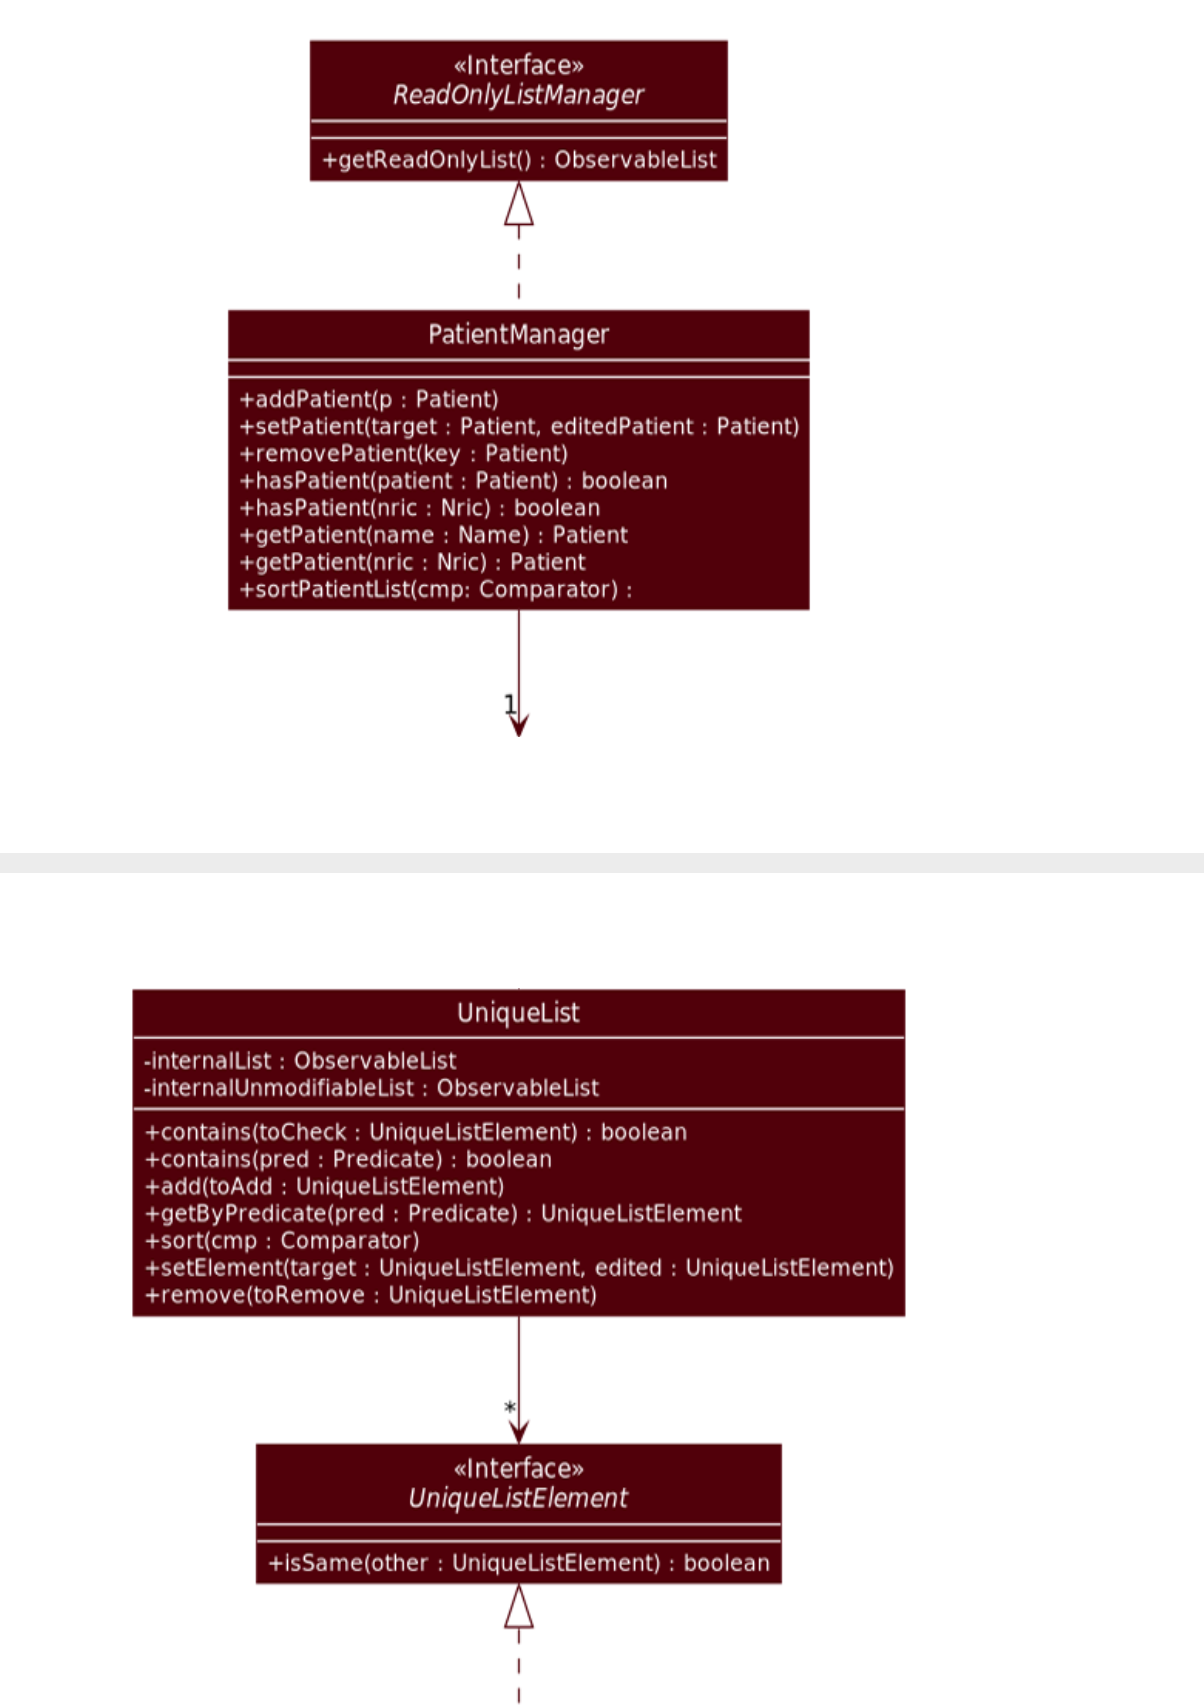 «Interface»
ReadOnlyListManager
+getReadOnlyList() : ObservableList
PatientManager
+addPatient(p : Patient)
+setPatient(target : Patient, editedPatient : Patient)
+removePatient(key : Patient)
+hasPatient(patient : Patient) : boolean
+hasPatient(nric : Nric) : boolean
+getPatient(name : Name) : Patient
+getPatient(nric : Nric) : Patient
+sortPatientList(cmp: Comparator) :
1
UniqueList
-internalList : ObservableList
-internalUnmodifiableList : ObservableList
+contains(toCheck : UniqueListElement) : boolean
+contains(pred : Predicate) : boolean
+add(toAdd : UniqueListElement)
+getByPredicate(pred : Predicate) : UniqueListElement
+sort(cmp : Comparator)
+setElement(target : UniqueListElement, edited : UniqueListElement)
+remove(toRemove : UniqueListElement)
*
«Interface»
UniqueListElement
+isSame(other : UniqueListElement) : boolean